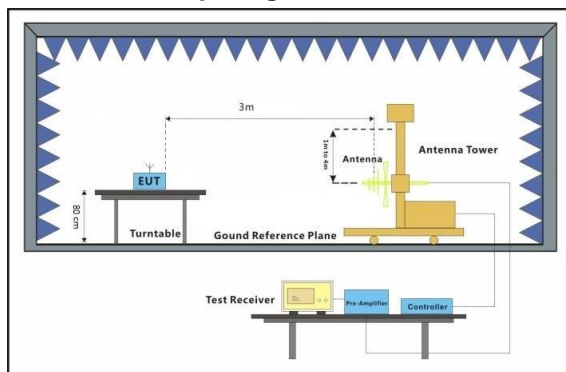 3m
1m to 4m
Antenna
Antenna Tower
EUT
80 cm
Turntable
Gound Reference Plane
Test Receiver
Pre-Amplifier
Controller